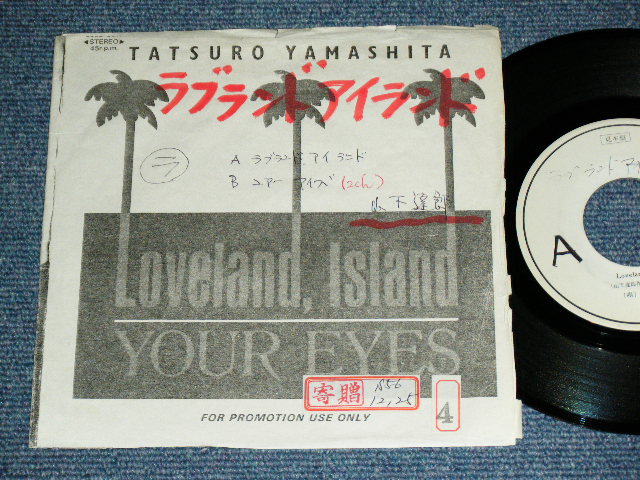 ◀STEREO▶
45r.p.m.
TATSURO YAMASHITA
ラブランド アイランド
ラ
A ラブランド アイランド
B ユアー アイズ (2ch)
山下達郎
Loveland, Island
YOUR EYES
寄贈
S56
12,25
4
FOR PROMOTION USE ONLY
見本盤
ラブランド アイ
A
Lovelan